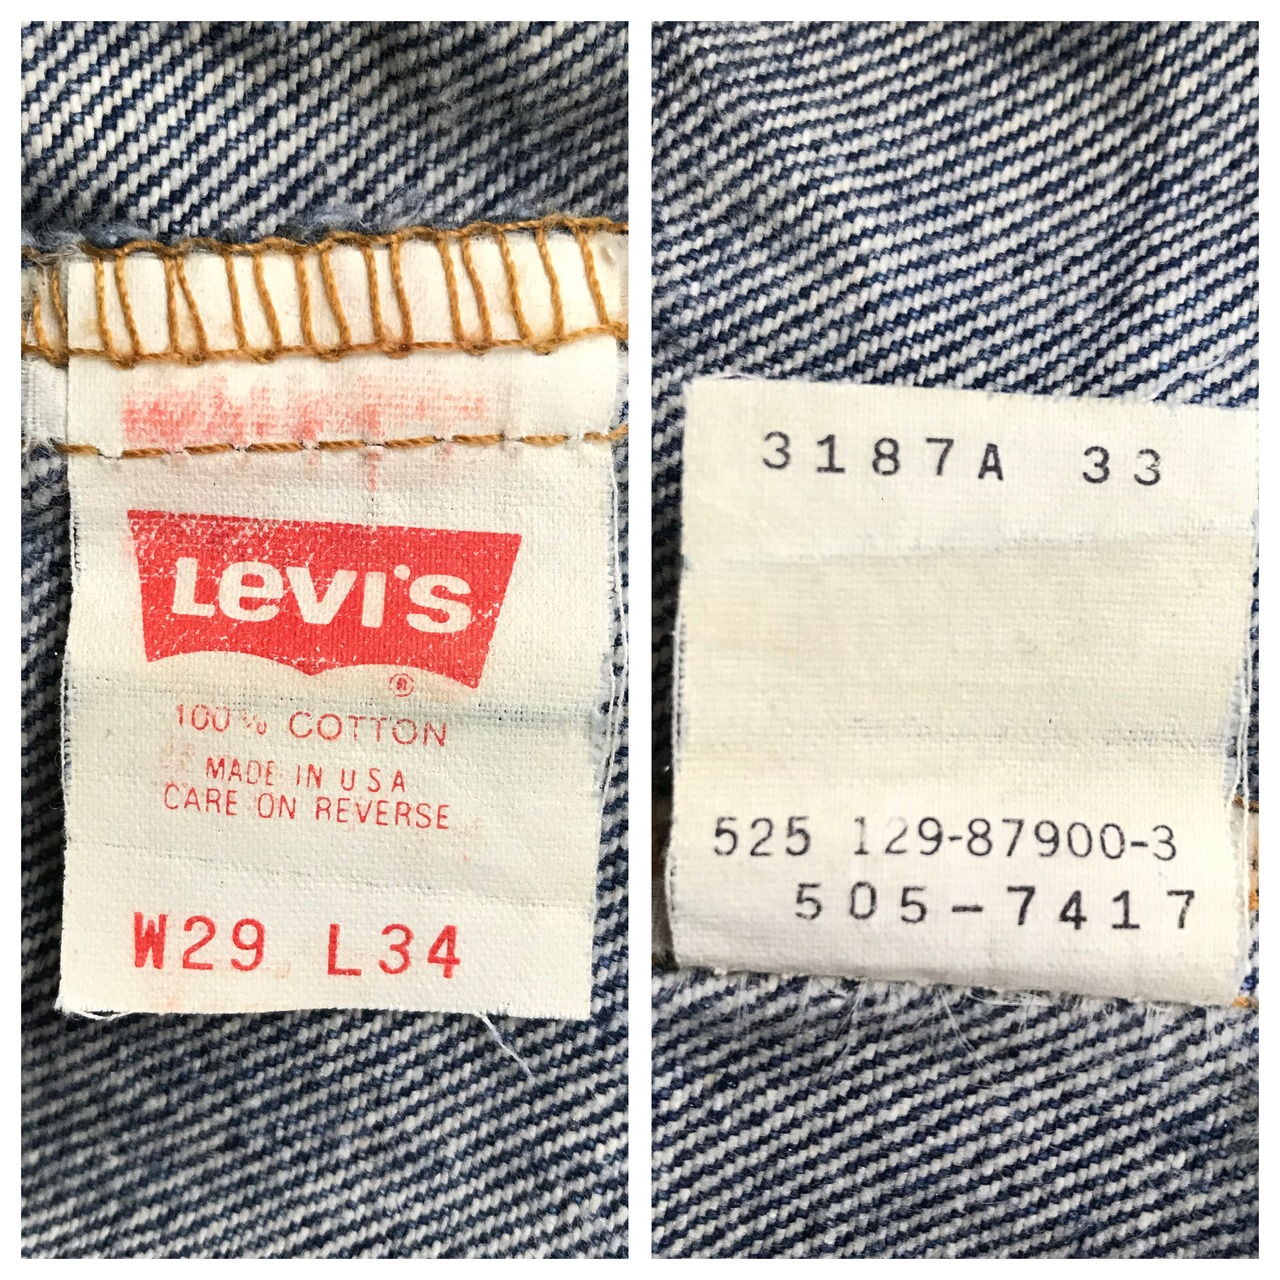 Levi's
®
100% COTTON
MADE IN USA
CARE ON REVERSE
W29 L34
3187A 33
525 129-87900-3
505-7417